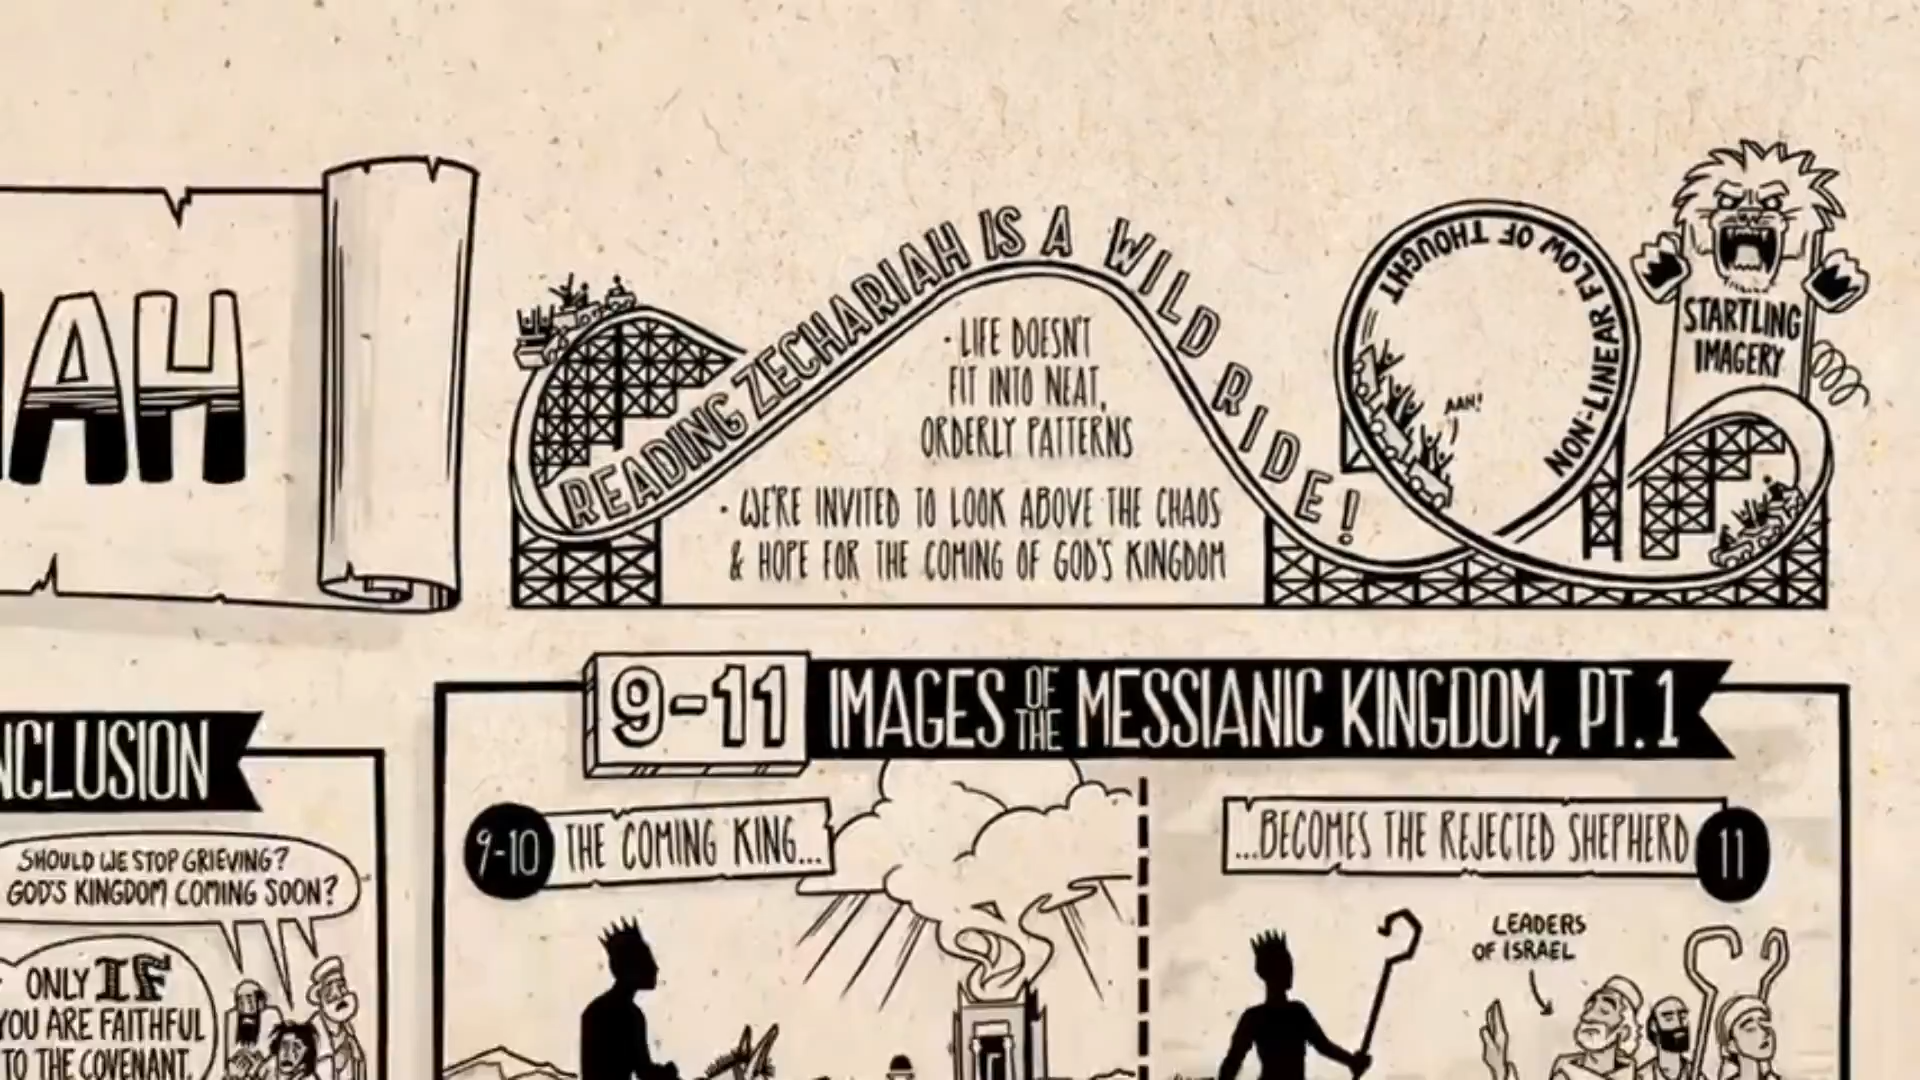 AH
READING ZECHARIAH IS A WILD RIDE!
• LIFE DOESN'T
FIT INTO NEAT,
ORDERLY PATTERNS
• WE'RE INVITED TO LOOK ABOVE THE CHAOS
& HOPE FOR THE COMING OF GOD'S KINGDOM
NON-LINEAR FLOW OF THOUGHT
AAH!
STARTLING
IMAGERY
NCLUSION
SHOULD WE STOP GRIEVING?
GOD'S KINGDOM COMING SOON?
ONLY IF
YOU ARE FAITHFUL
TO THE COVENANT.
9-11 IMAGES OF THE MESSIANIC KINGDOM, PT. 1
9-10 THE COMING KING...
...BECOMES THE REJECTED SHEPHERD 11
LEADERS
OF ISRAEL